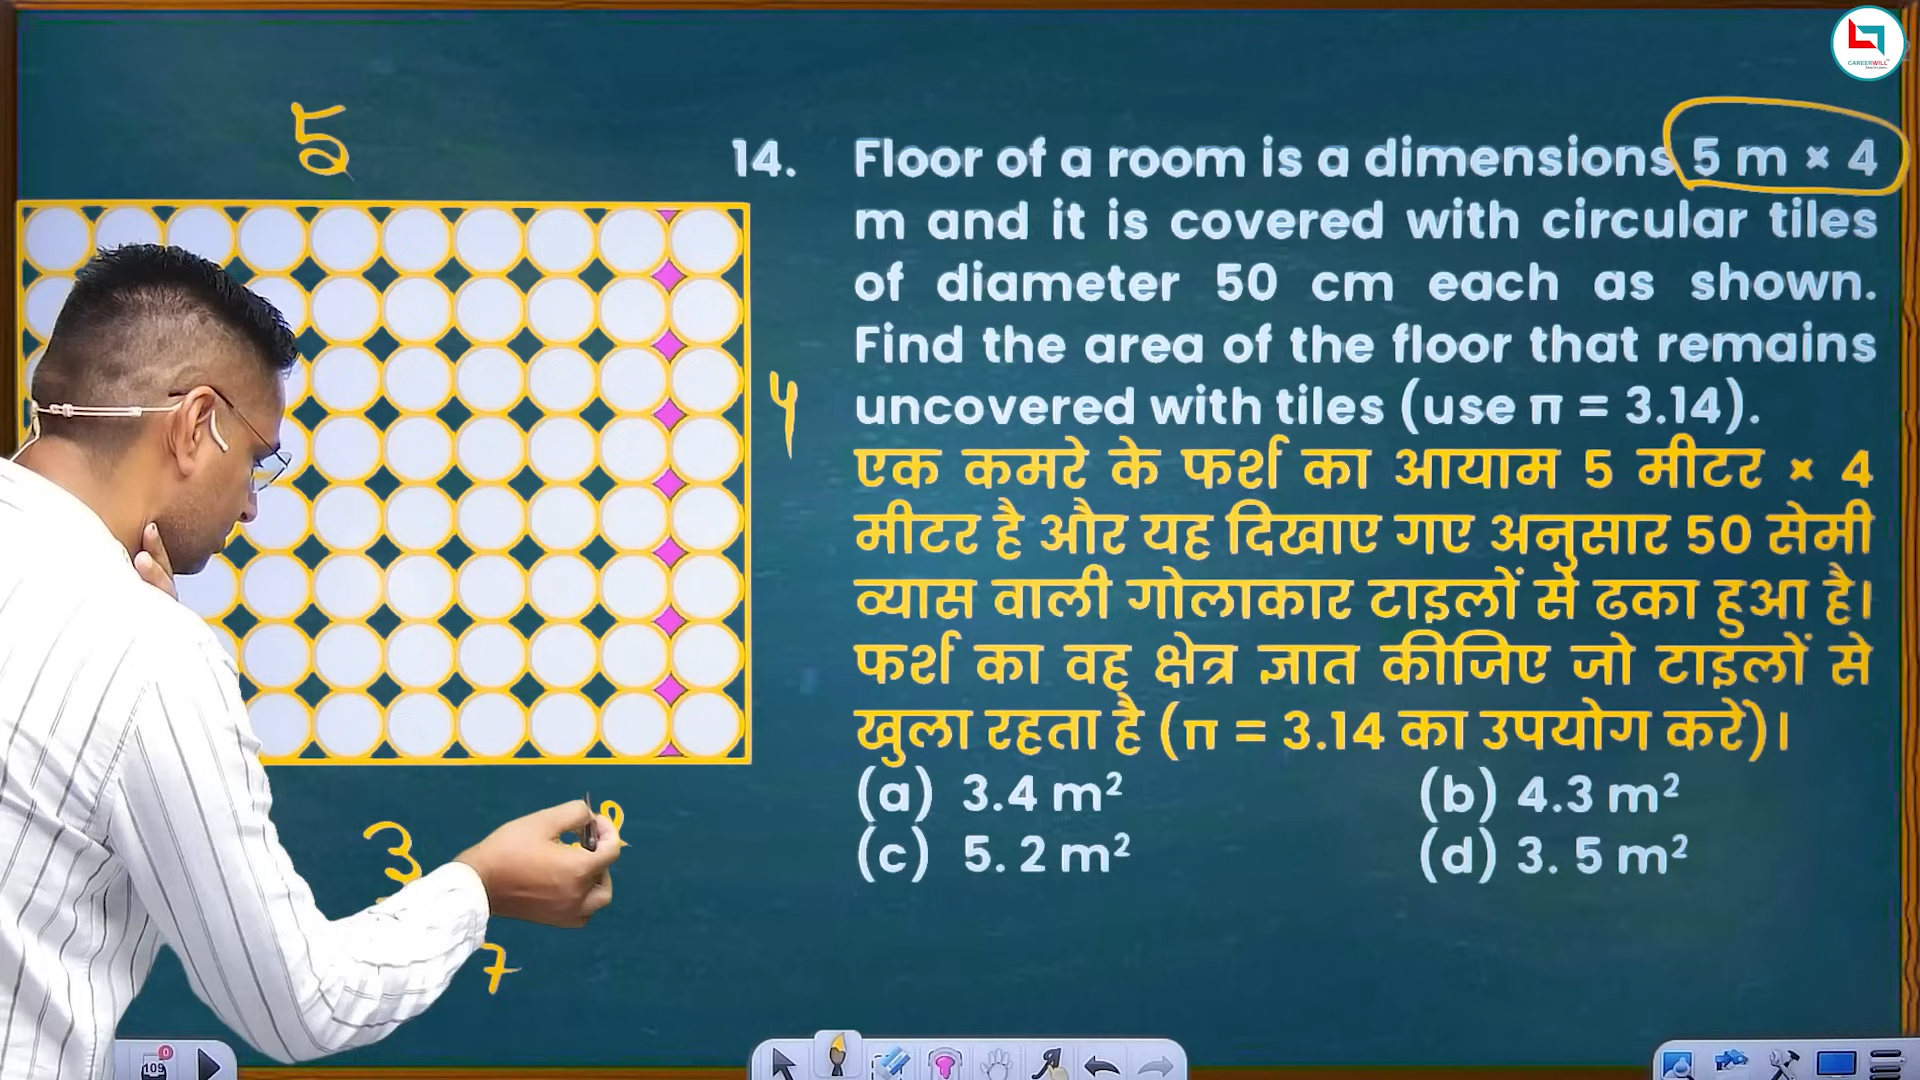 CAREERWILL
5
14. Floor of a room is a dimensions 5 m × 4
m and it is covered with circular tiles
of diameter 50 cm each as shown.
Find the area of the floor that remains
uncovered with tiles (use π = 3.14).
4
एक कमरे के फर्श का आयाम 5 मीटर × 4
मीटर है और यह दिखाए गए अनुसार 50 सेमी
व्यास वाली गोलाकार टाइलों से ढका हुआ है।
फर्श का वह क्षेत्र ज्ञात कीजिए जो टाइलों से
खुला रहता है (π = 3.14 का उपयोग करें)।
(a) 3.4 m² (b) 4.3 m²
(c) 5. 2 m² (d) 3. 5 m²
3
7
109
0